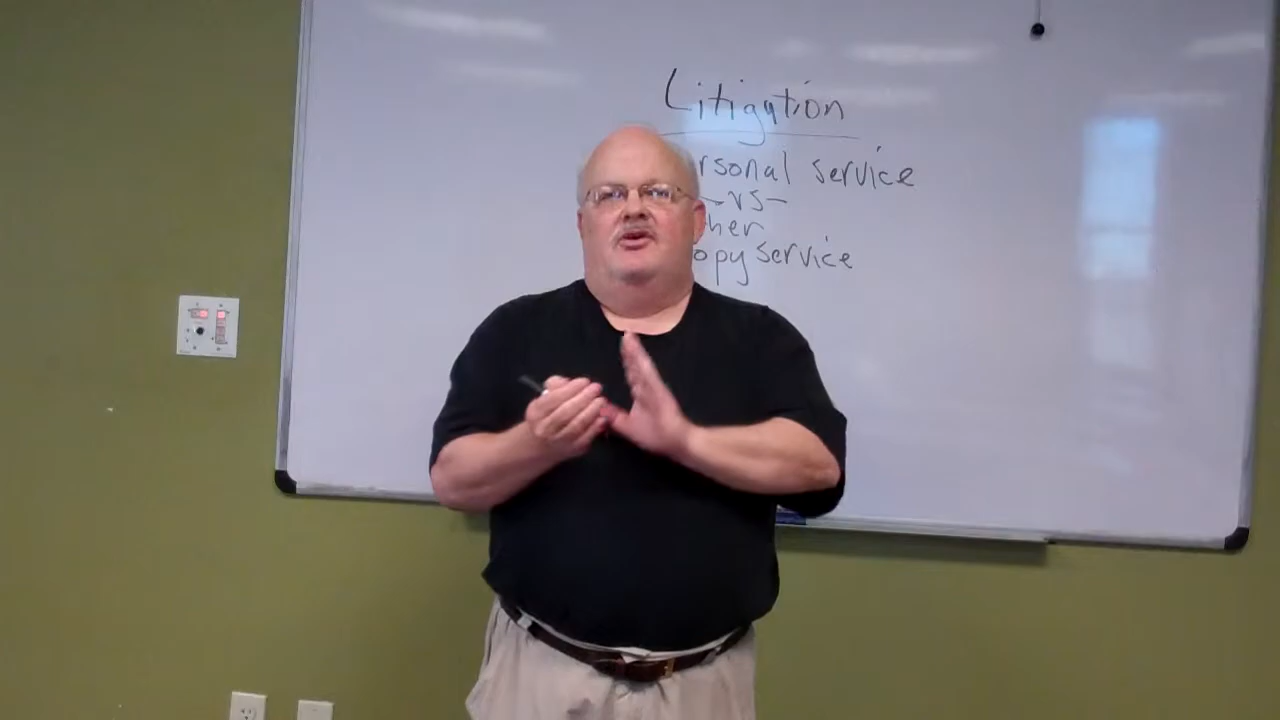 Litigation
rsonal service
-vs-
her
opy service